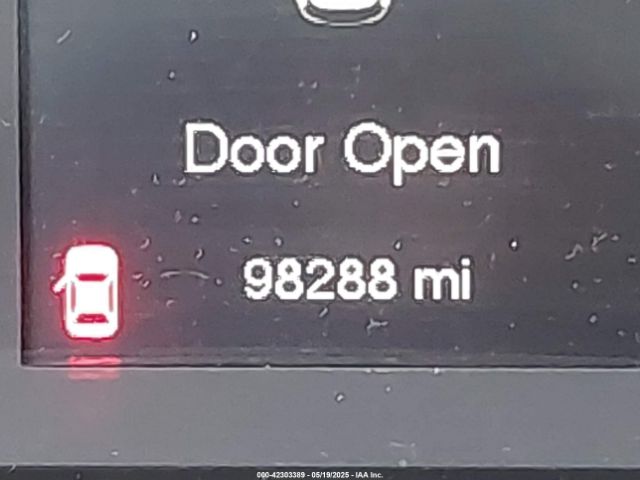 Door Open
98288 mi
000-42303389 - 05/19/2025 - IAA Inc.